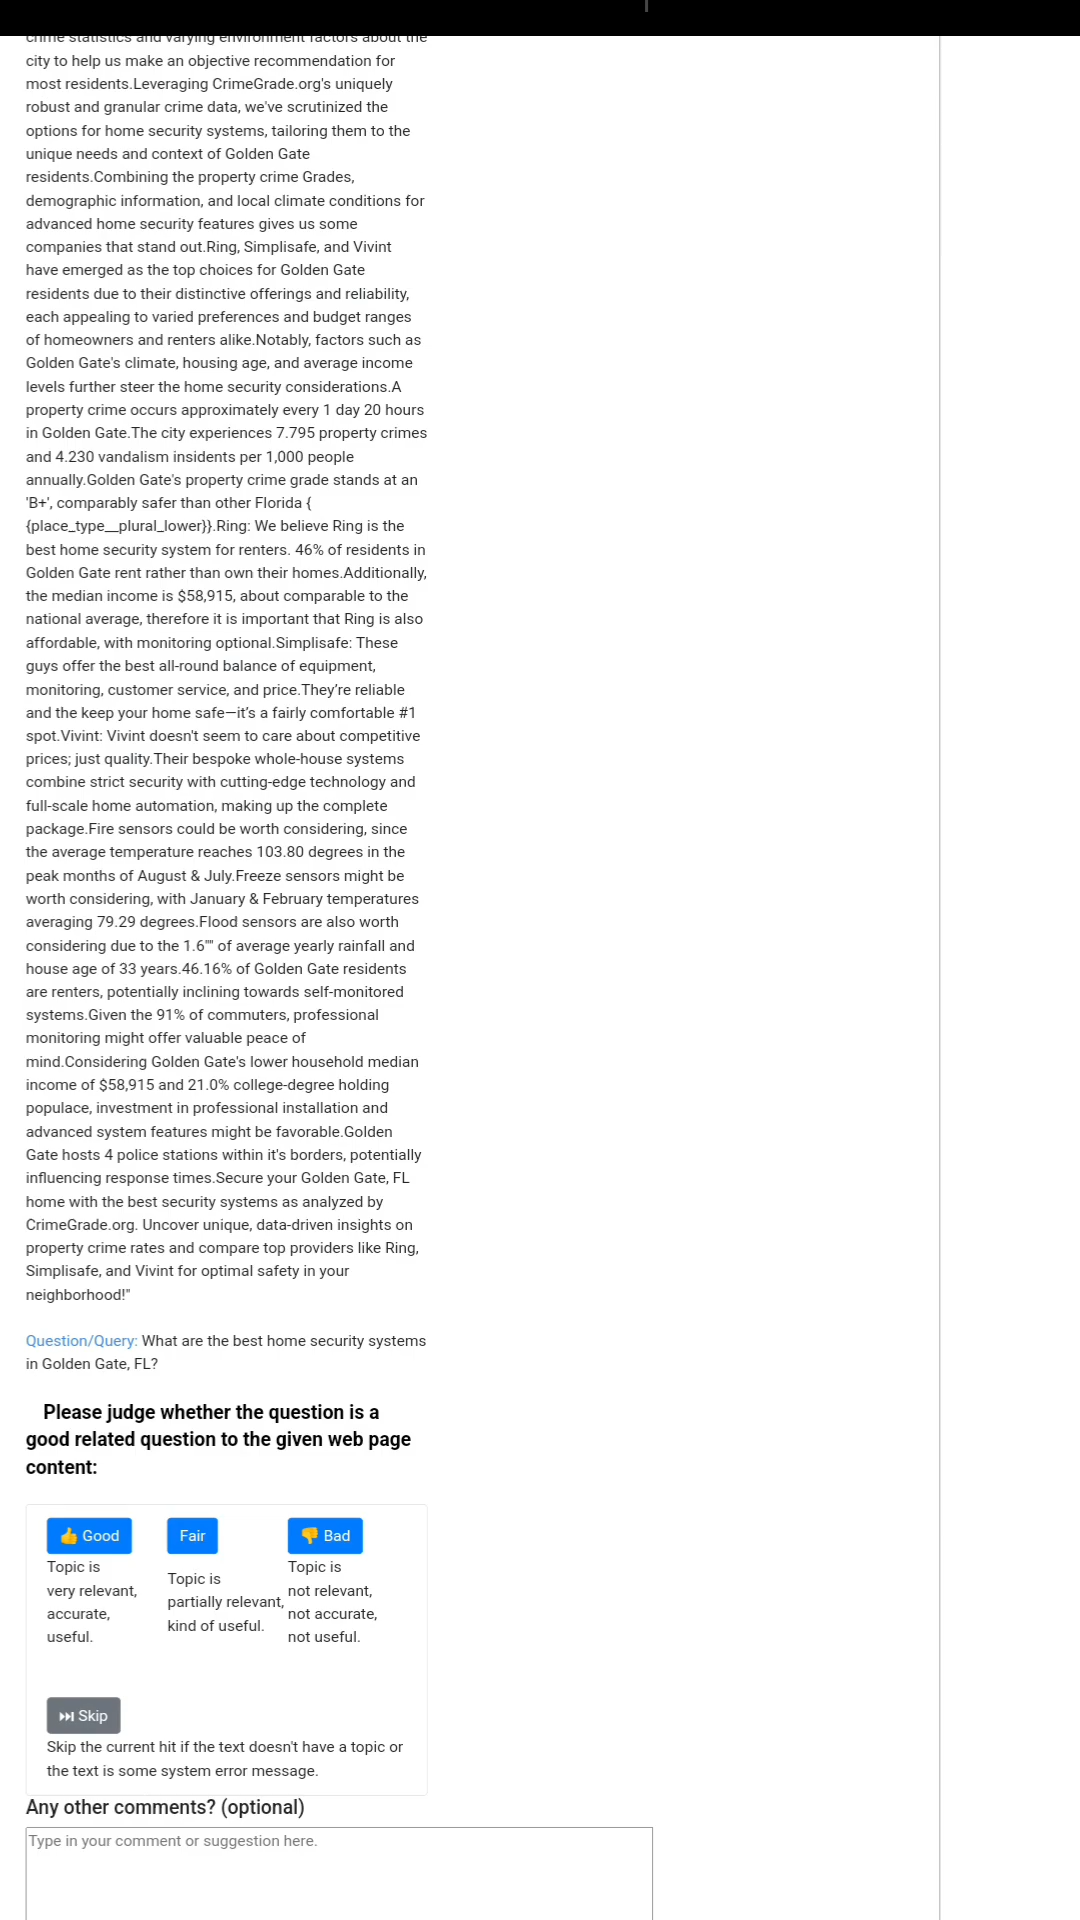 crime statistics and varying environment factors about the
city to help us make an objective recommendation for
most residents.Leveraging CrimeGrade.org's uniquely
robust and granular crime data, we've scrutinized the
options for home security systems, tailoring them to the
unique needs and context of Golden Gate
residents.Combining the property crime Grades,
demographic information, and local climate conditions for
advanced home security features gives us some
companies that stand out.Ring, Simplisafe, and Vivint
have emerged as the top choices for Golden Gate
residents due to their distinctive offerings and reliability,
each appealing to varied preferences and budget ranges
of homeowners and renters alike.Notably, factors such as
Golden Gate's climate, housing age, and average income
levels further steer the home security considerations.A
property crime occurs approximately every 1 day 20 hours
in Golden Gate.The city experiences 7.795 property crimes
and 4.230 vandalism insidents per 1,000 people
annually.Golden Gate's property crime grade stands at an
'B+', comparably safer than other Florida {
{place_type__plural_lower}}.Ring: We believe Ring is the
best home security system for renters. 46% of residents in
Golden Gate rent rather than own their homes.Additionally,
the median income is $58,915, about comparable to the
national average, therefore it is important that Ring is also
affordable, with monitoring optional.Simplisafe: These
guys offer the best all-round balance of equipment,
monitoring, customer service, and price.They’re reliable
and the keep your home safe—it’s a fairly comfortable #1
spot.Vivint: Vivint doesn't seem to care about competitive
prices; just quality.Their bespoke whole-house systems
combine strict security with cutting-edge technology and
full-scale home automation, making up the complete
package.Fire sensors could be worth considering, since
the average temperature reaches 103.80 degrees in the
peak months of August & July.Freeze sensors might be
worth considering, with January & February temperatures
averaging 79.29 degrees.Flood sensors are also worth
considering due to the 1.6"" of average yearly rainfall and
house age of 33 years.46.16% of Golden Gate residents
are renters, potentially inclining towards self-monitored
systems.Given the 91% of commuters, professional
monitoring might offer valuable peace of
mind.Considering Golden Gate's lower household median
income of $58,915 and 21.0% college-degree holding
populace, investment in professional installation and
advanced system features might be favorable.Golden
Gate hosts 4 police stations within it's borders, potentially
influencing response times.Secure your Golden Gate, FL
home with the best security systems as analyzed by
CrimeGrade.org. Uncover unique, data-driven insights on
property crime rates and compare top providers like Ring,
Simplisafe, and Vivint for optimal safety in your
neighborhood!"
Question/Query: What are the best home security systems
in Golden Gate, FL?
Please judge whether the question is a
good related question to the given web page
content:
👍 Good
Topic is
very relevant,
accurate,
useful.
Fair
Topic is
partially relevant,
kind of useful.
👎 Bad
Topic is
not relevant,
not accurate,
not useful.
⏭ Skip
Skip the current hit if the text doesn't have a topic or
the text is some system error message.
Any other comments? (optional)
Type in your comment or suggestion here.